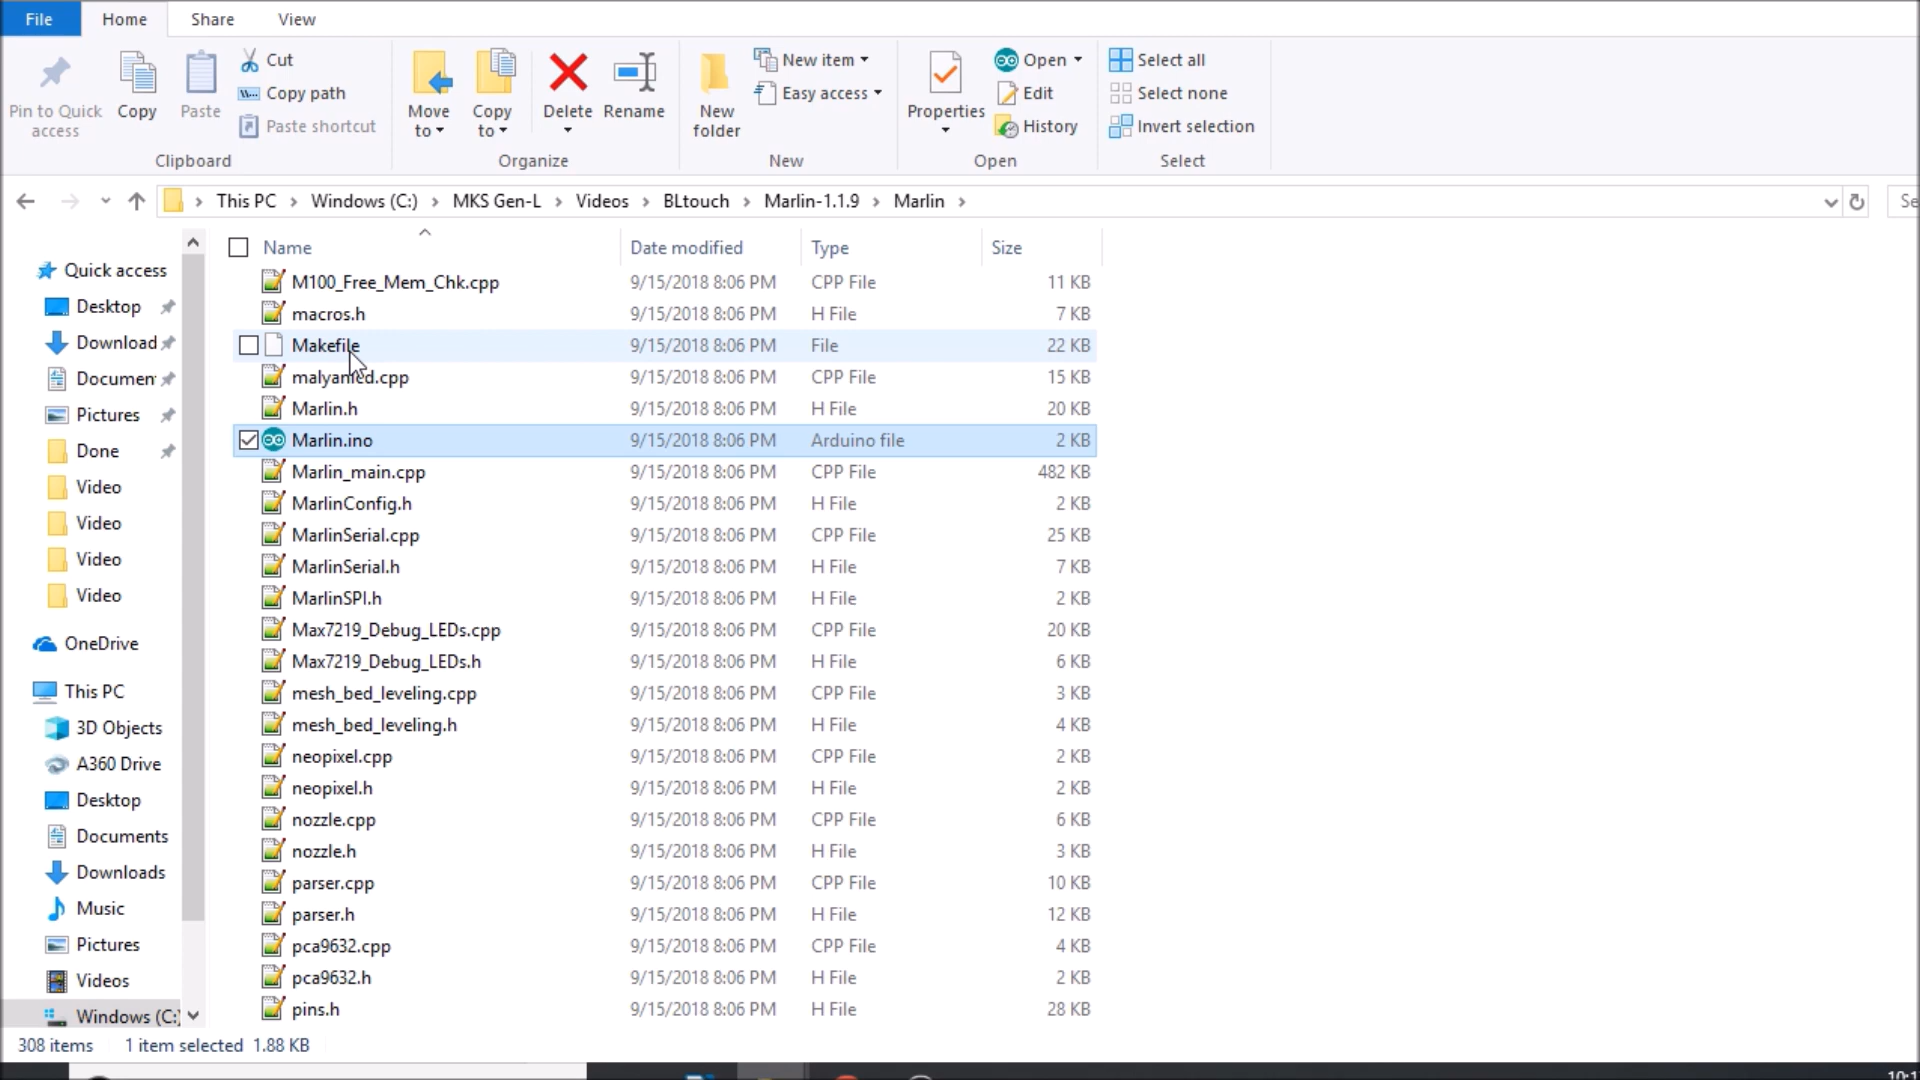 File Home Share View
Pin to Quick access
Copy
Paste
Cut
Copy path
Paste shortcut
Clipboard
Move to
Copy to
Delete
Rename
Organize
New folder
New item
Easy access
New
Properties
Open
Edit
History
Open
Select all
Select none
Invert selection
Select
This PC > Windows (C:) > MKS Gen-L > Videos > BLtouch > Marlin-1.1.9 > Marlin >
Se
Quick access
Desktop
Download
Documen
Pictures
Done
Video
Video
Video
Video
OneDrive
This PC
3D Objects
A360 Drive
Desktop
Documents
Downloads
Music
Pictures
Videos
Windows (C:)
Name Date modified Type Size
M100_Free_Mem_Chk.cpp 9/15/2018 8:06 PM CPP File 11 KB
macros.h 9/15/2018 8:06 PM H File 7 KB
Makefile 9/15/2018 8:06 PM File 22 KB
malyanlcd.cpp 9/15/2018 8:06 PM CPP File 15 KB
Marlin.h 9/15/2018 8:06 PM H File 20 KB
Marlin.ino 9/15/2018 8:06 PM Arduino file 2 KB
Marlin_main.cpp 9/15/2018 8:06 PM CPP File 482 KB
MarlinConfig.h 9/15/2018 8:06 PM H File 2 KB
MarlinSerial.cpp 9/15/2018 8:06 PM CPP File 25 KB
MarlinSerial.h 9/15/2018 8:06 PM H File 7 KB
MarlinSPI.h 9/15/2018 8:06 PM H File 2 KB
Max7219_Debug_LEDs.cpp 9/15/2018 8:06 PM CPP File 20 KB
Max7219_Debug_LEDs.h 9/15/2018 8:06 PM H File 6 KB
mesh_bed_leveling.cpp 9/15/2018 8:06 PM CPP File 3 KB
mesh_bed_leveling.h 9/15/2018 8:06 PM H File 4 KB
neopixel.cpp 9/15/2018 8:06 PM CPP File 2 KB
neopixel.h 9/15/2018 8:06 PM H File 2 KB
nozzle.cpp 9/15/2018 8:06 PM CPP File 6 KB
nozzle.h 9/15/2018 8:06 PM H File 3 KB
parser.cpp 9/15/2018 8:06 PM CPP File 10 KB
parser.h 9/15/2018 8:06 PM H File 12 KB
pca9632.cpp 9/15/2018 8:06 PM CPP File 4 KB
pca9632.h 9/15/2018 8:06 PM H File 2 KB
pins.h 9/15/2018 8:06 PM H File 28 KB
308 items 1 item selected 1.88 KB